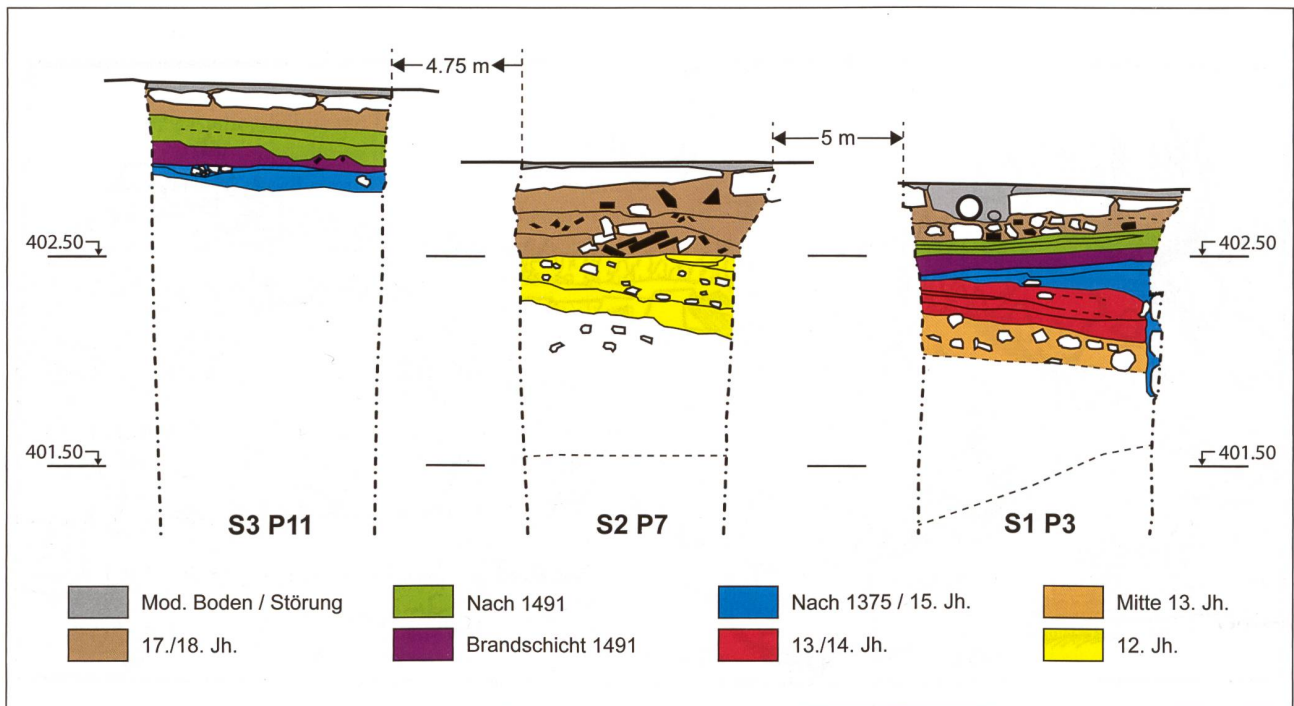 4.75 m
5 m
402.50
402.50
401.50
401.50
S3 P11
S2 P7
S1 P3
Mod. Boden / Störung
Nach 1491
Nach 1375 / 15. Jh.
Mitte 13. Jh.
17./18. Jh.
Brandschicht 1491
13./14. Jh.
12. Jh.